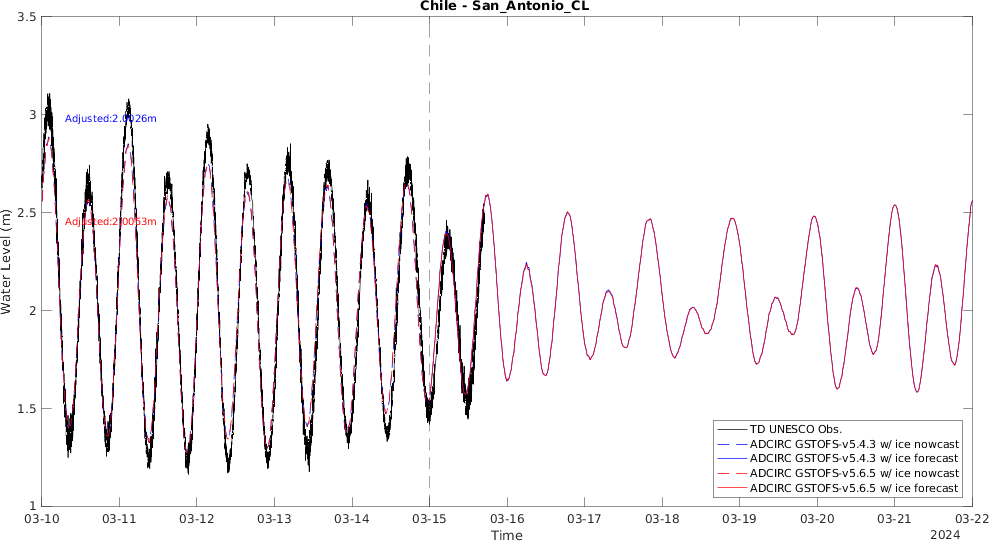 Chile - San_Antonio_CL
3.5
3
2.5
2
1.5
1
Water Level (m)
Adjusted:2.0026m
Adjusted:2.0053m
TD UNESCO Obs.
ADCIRC GSTOFS-v5.4.3 w/ ice nowcast
ADCIRC GSTOFS-v5.4.3 w/ ice forecast
ADCIRC GSTOFS-v5.6.5 w/ ice nowcast
ADCIRC GSTOFS-v5.6.5 w/ ice forecast
03-10 03-11 03-12 03-13 03-14 03-15 03-16 03-17 03-18 03-19 03-20 03-21 03-22
Time
2024